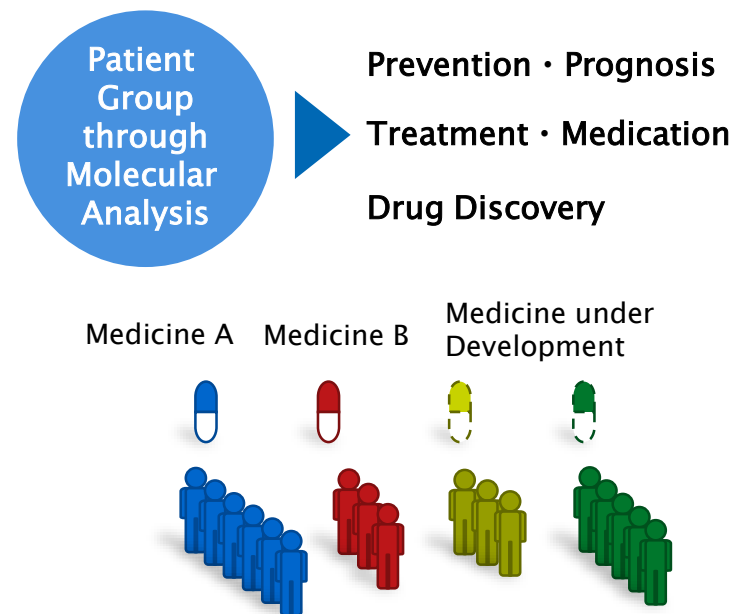 Patient
Group
through
Molecular
Analysis
Prevention・Prognosis
Treatment・Medication
Drug Discovery
Medicine A
Medicine B
Medicine under
Development